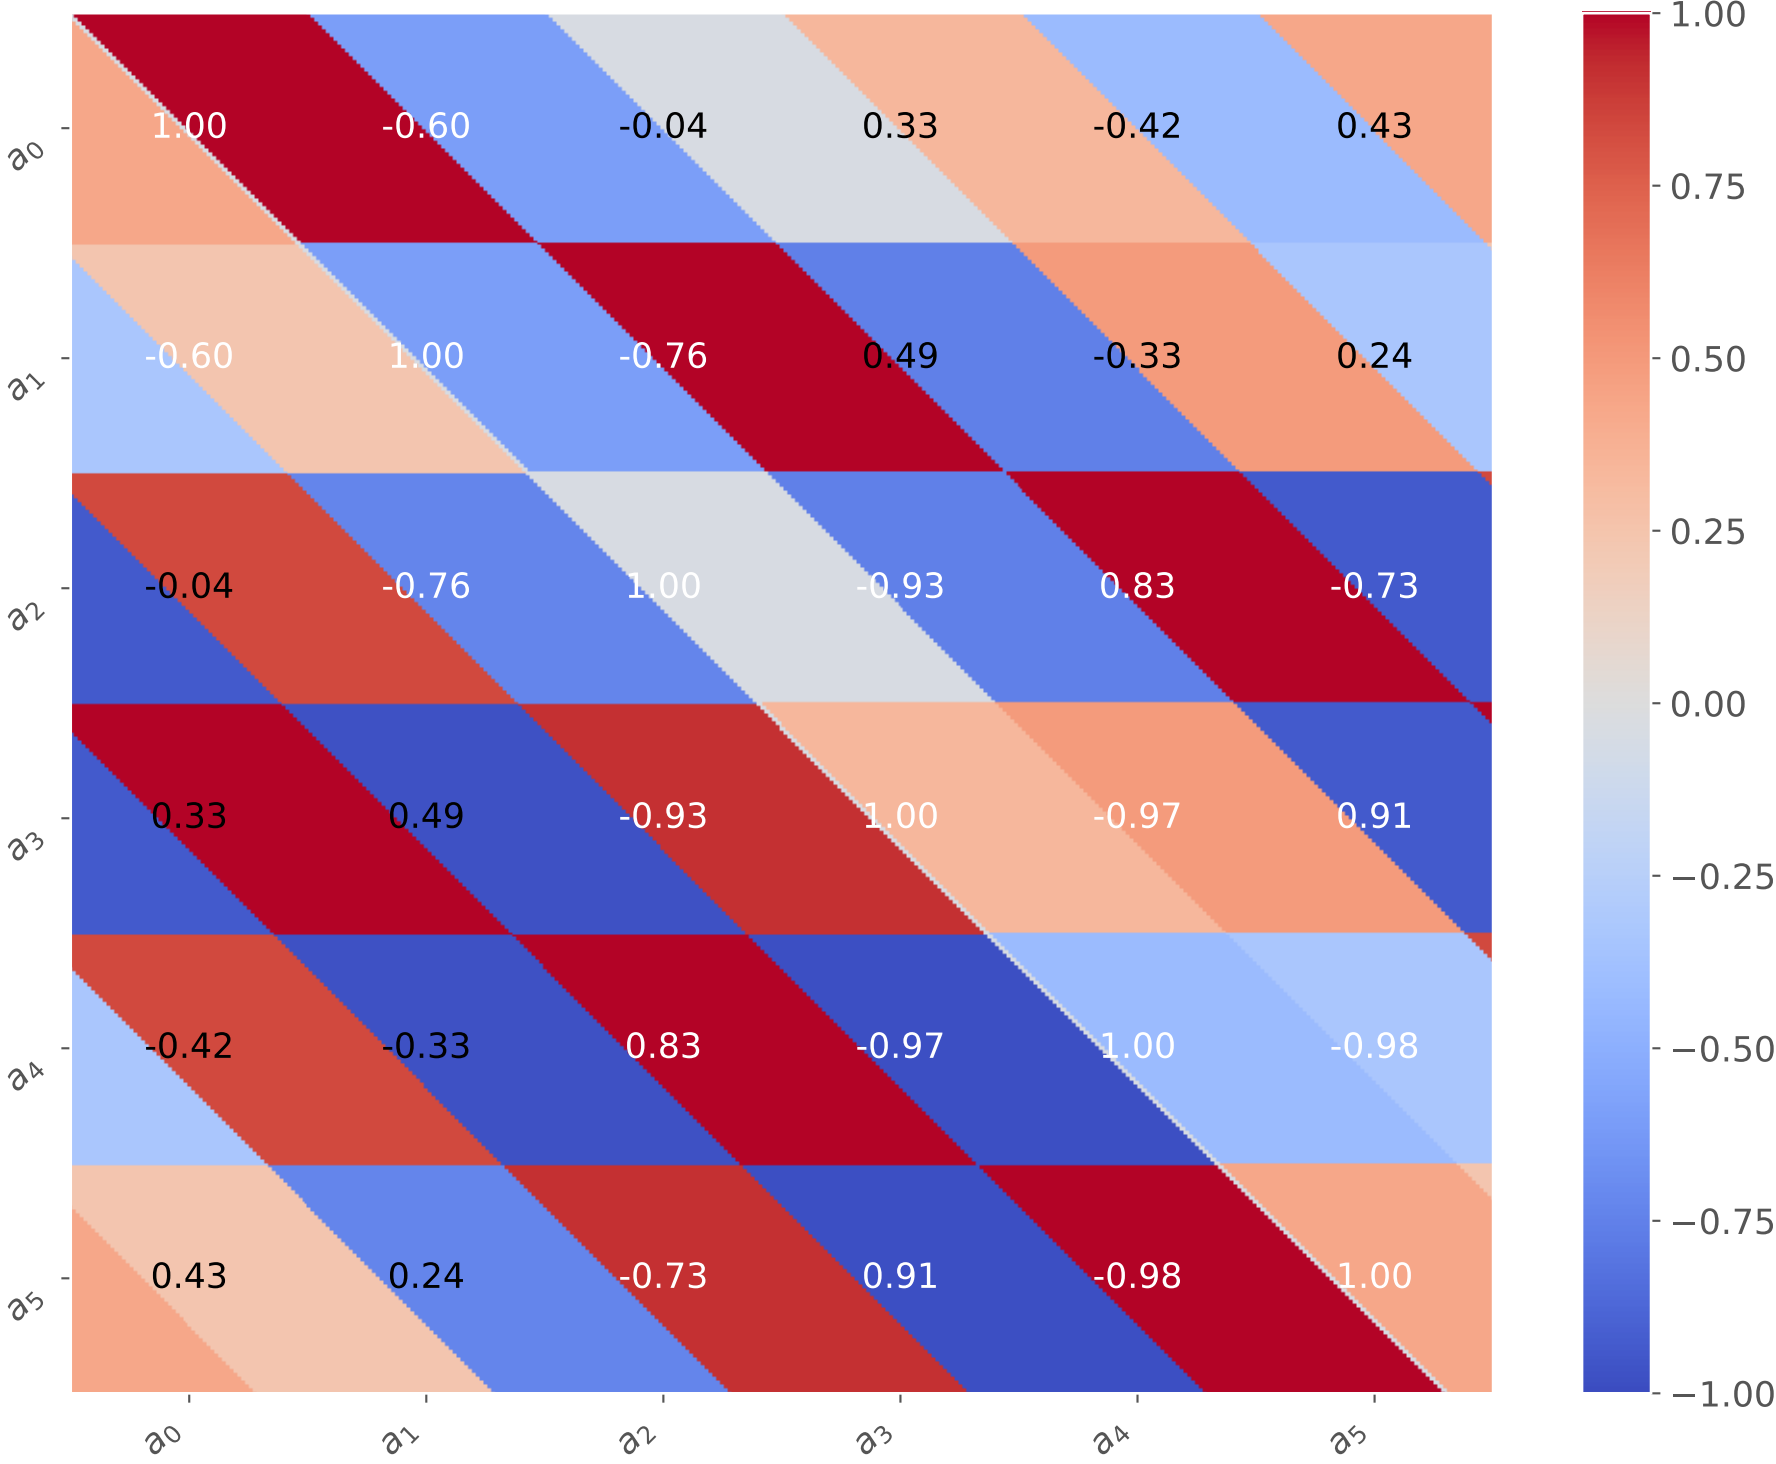 1.00
a0 1.00 -0.60 -0.04 0.33 -0.42 0.43
0.75
a1 -0.60 1.00 -0.76 0.49 -0.33 0.24
0.50
0.25
a2 -0.04 -0.76 1.00 -0.93 0.83 -0.73
0.00
a3 0.33 0.49 -0.93 1.00 -0.97 0.91
−0.25
a4 -0.42 -0.33 0.83 -0.97 1.00 -0.98
−0.50
−0.75
a5 0.43 0.24 -0.73 0.91 -0.98 1.00
−1.00
a0 a1 a2 a3 a4 a5